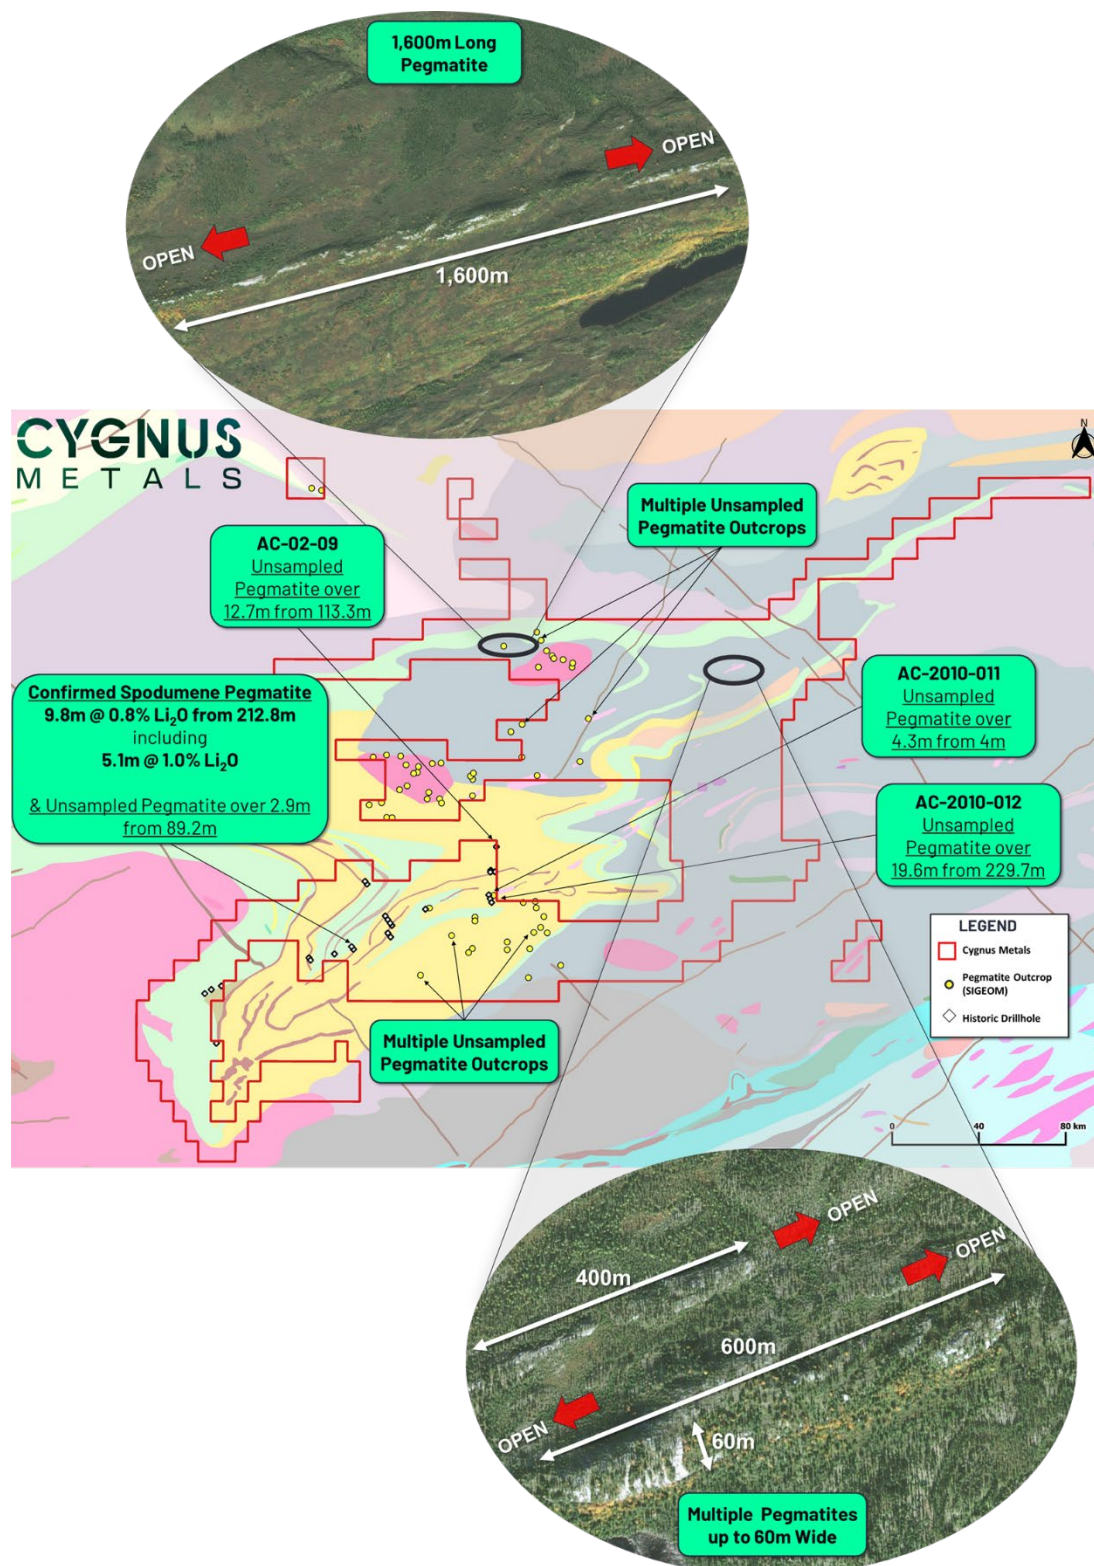 1,600m Long
Pegmatite
OPEN
OPEN
1,600m
CYGNUS
METALS
N
Multiple Unsampled
Pegmatite Outcrops
AC-02-09
Unsampled
Pegmatite over
12.7m from 113.3m
Confirmed Spodumene Pegmatite
9.8m @ 0.8% Li₂O from 212.8m
including
5.1m @ 1.0% Li₂O
& Unsampled Pegmatite over 2.9m
from 89.2m
AC-2010-011
Unsampled
Pegmatite over
4.3m from 4m
AC-2010-012
Unsampled
Pegmatite over
19.6m from 229.7m
LEGEND
Cygnus Metals
Pegmatite Outcrop
(SIGEOM)
Historic Drillhole
Multiple Unsampled
Pegmatite Outcrops
0 40 80 km
OPEN
OPEN
400m
600m
OPEN
60m
Multiple Pegmatites
up to 60m Wide